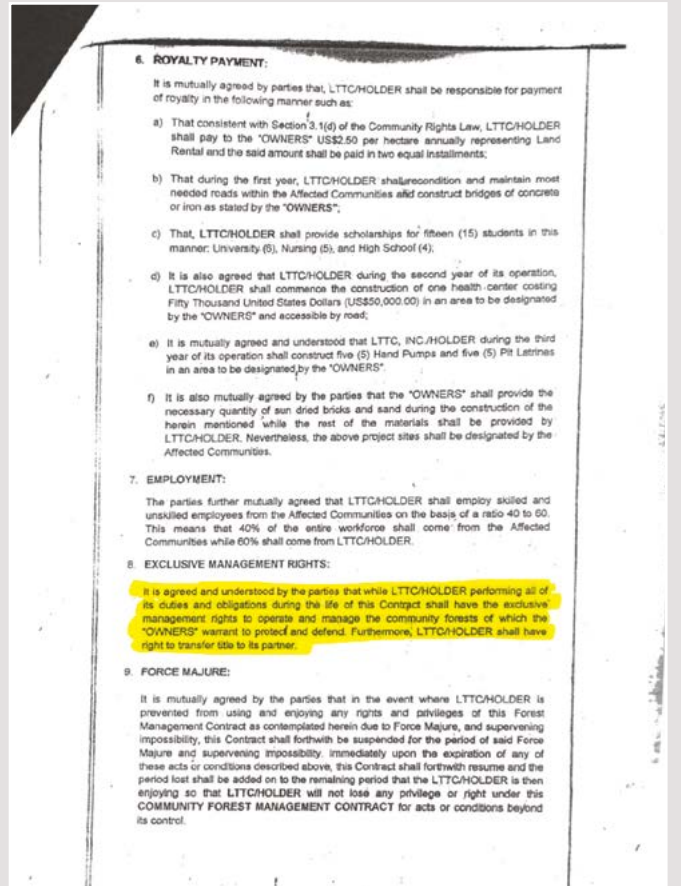 6. ROYALTY PAYMENT:
It is mutually agreed by parties that, LTTC/HOLDER shall be responsible for payment
of royalty in the following manner such as:
a) That consistent with Section 3.1(d) of the Community Rights Law, LTTC/HOLDER
shall pay to the "OWNERS" US$2.50 per hectare annually representing Land
Rental and the said amount shall be paid in two equal installments;
b) That during the first year, LTTC/HOLDER shall recondition and maintain most
needed roads within the Affected Communities and construct bridges of concrete
or iron as stated by the "OWNERS";
c) That, LTTC/HOLDER shall provide scholarships for fifteen (15) students in this
manner: University (6), Nursing (5), and High School (4);
d) It is also agreed that LTTC/HOLDER during the second year of its operation,
LTTC/HOLDER shall commence the construction of one health center costing
Fifty Thousand United States Dollars (US$50,000.00) in an area to be designated
by the "OWNERS" and accessible by road;
e) It is mutually agreed and understood that LTTC, INC./HOLDER during the third
year of its operation shall construct five (5) Hand Pumps and five (5) Pit Latrines
in an area to be designated by the "OWNERS".
f) It is also mutually agreed by the parties that the "OWNERS" shall provide the
necessary quantity of sun dried bricks and sand during the construction of the
herein mentioned while the rest of the materials shall be provided by
LTTC/HOLDER. Nevertheless, the above project sites shall be designated by the
Affected Communities.
7. EMPLOYMENT:
The parties further mutually agreed that LTTC/HOLDER shall employ skilled and
unskilled employees from the Affected Communities on the basis of a ratio 40 to 60.
This means that 40% of the entire workforce shall come from the Affected
Communities while 60% shall come from LTTC/HOLDER.
8. EXCLUSIVE MANAGEMENT RIGHTS:
It is agreed and understood by the parties that while LTTC/HOLDER performing all of
its duties and obligations during the life of this Contract shall have the exclusive
management rights to operate and manage the community forests of which the
"OWNERS" warrant to protect and defend. Furthermore, LTTC/HOLDER shall have
right to transfer title to its partner.
9. FORCE MAJURE:
It is mutually agreed by the parties that in the event where LTTC/HOLDER is
prevented from using and enjoying any rights and privileges of this Forest
Management Contract as contemplated herein due to Force Majure, and supervening
impossibility, this Contract shall forthwith be suspended for the period of said Force
Majure and supervening impossibility. Immediately upon the expiration of any of
these acts or conditions described above, this Contract shall forthwith resume and the
period lost shall be added on to the remaining period that the LTTC/HOLDER is then
enjoying so that LTTC/HOLDER will not lose any privilege or right under this
COMMUNITY FOREST MANAGEMENT CONTRACT for acts or conditions beyond
its control.